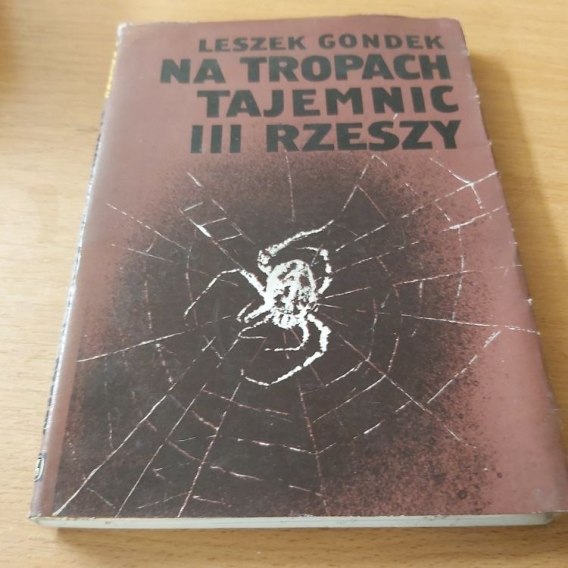 LESZEK GONDEK
NA TROPACH
TAJEMNIC
III RZESZY